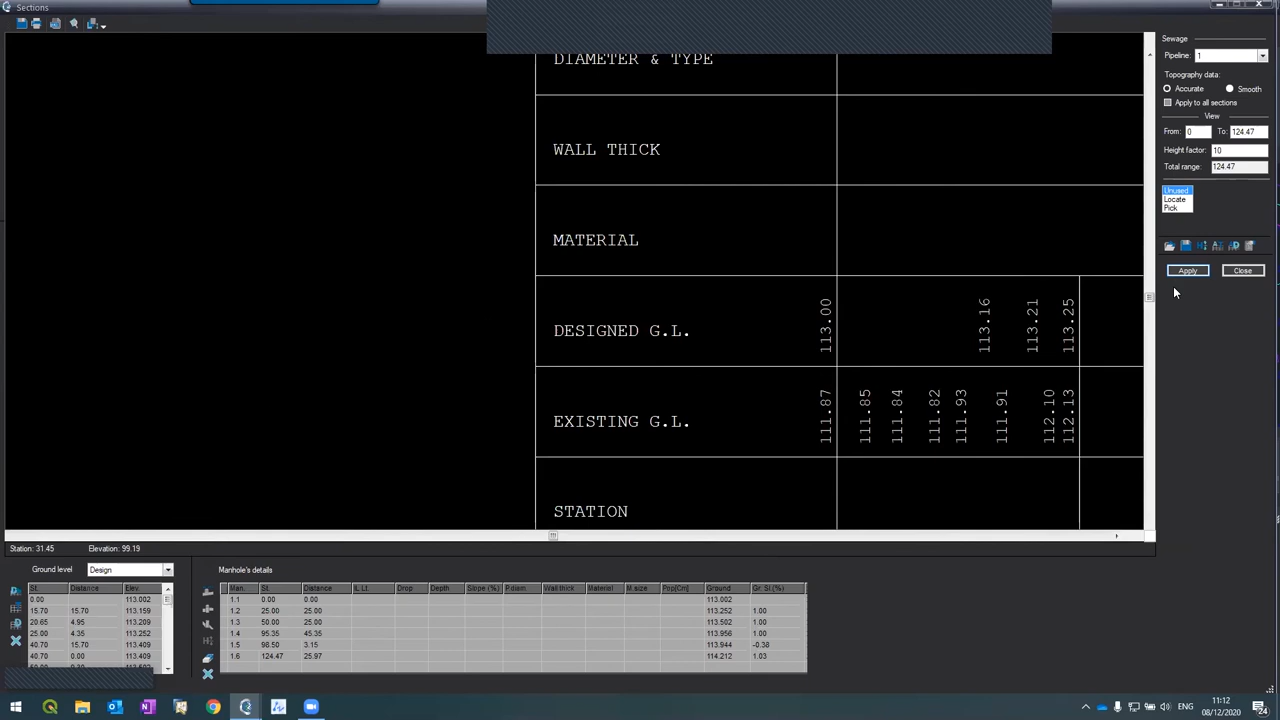 Sections
Sewage
Pipeline: 1
Topography data:
Accurate Smooth
Apply to all sections
View
From: 0 To: 124.47
Height factor: 10
Total range: 124.47
Unused
Locate
Pick
Apply Close
DIAMETER & TYPE
WALL THICK
MATERIAL
DESIGNED G.L. 113.00 113.16 113.21 113.25
EXISTING G.L. 111.87 111.85 111.84 111.82 111.93 111.91 112.10 112.13
STATION
Station: 31.45 Elevation: 99.19
Ground level Design
St. Distance Elev.
0.00 113.002
15.70 15.70 113.159
20.65 4.95 113.209
25.00 4.35 113.252
40.70 15.70 113.409
40.70 0.00 113.409
Manhole's details
Man. St. Distance IL Lt. Drop Depth Slope (%) P.diam. Wall thick Material M.size Pop[Cm] Ground Gr. Sl.(%)
1.1 0.00 0.00 113.002
1.2 25.00 25.00 113.252 1.00
1.3 50.00 25.00 113.502 1.00
1.4 95.35 45.35 113.956 1.00
1.5 98.50 3.15 113.944 -0.38
1.6 124.47 25.97 114.212 1.03
ENG
11:12
08/12/2020
24